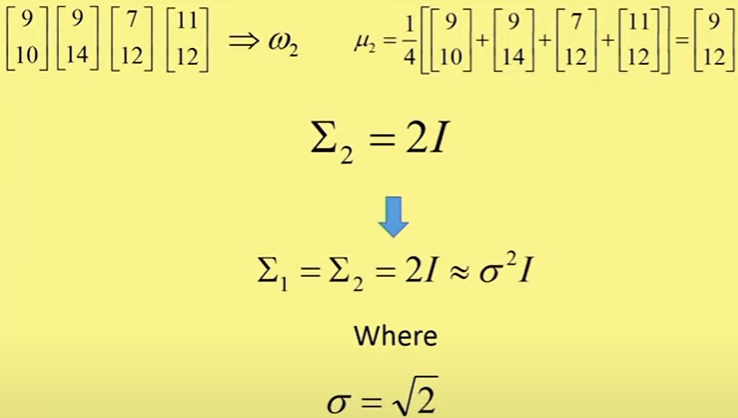 [9 10] [9 14] [7 12] [11 12] ⇒ ω₂ μ₂ = 1/4[[9 10] + [9 14] + [7 12] + [11 12]] = [9 12]
Σ₂ = 2I
Σ₁ = Σ₂ = 2I ≈ σ²I
Where
σ = √2